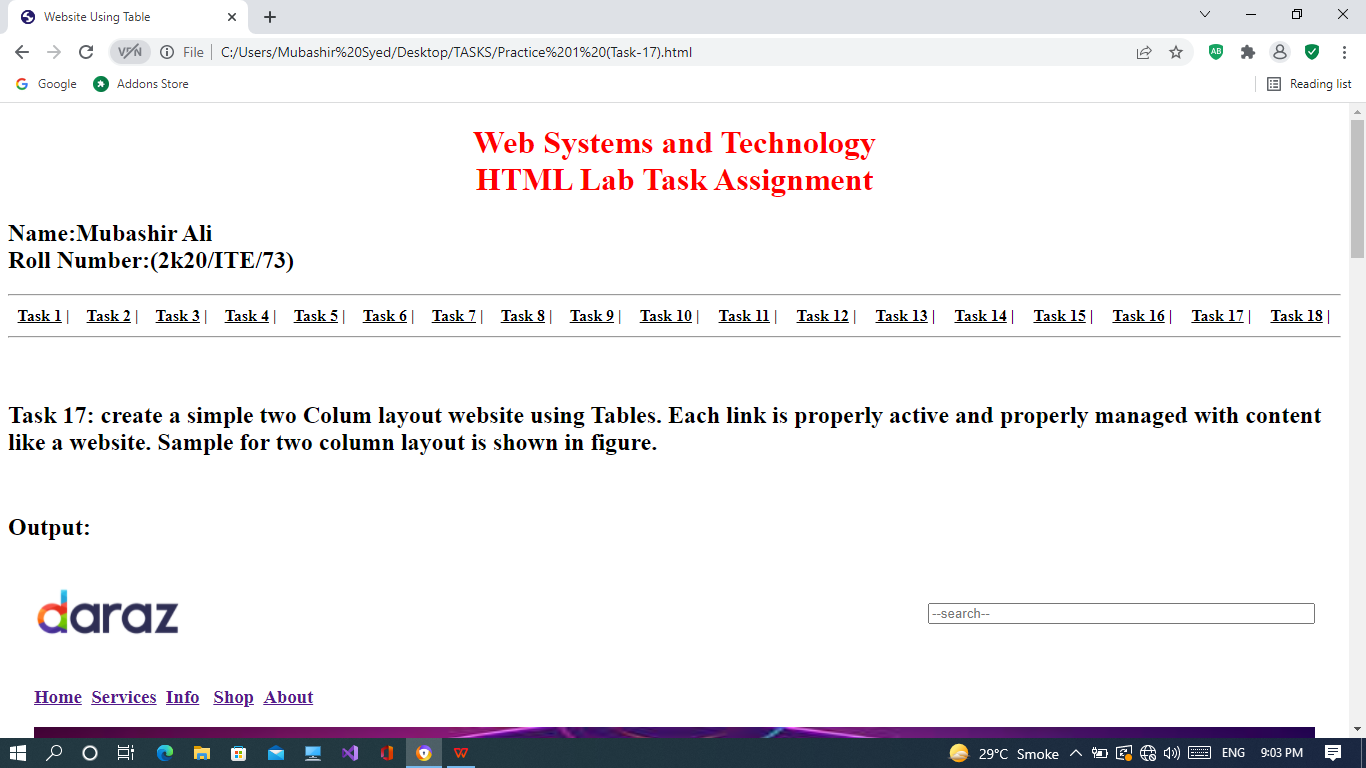 Website Using Table
VPN
File
C:/Users/Mubashir%20Syed/Desktop/TASKS/Practice%201%20(Task-17).html
AB
Google
Addons Store
Reading list
Web Systems and Technology
HTML Lab Task Assignment
Name:Mubashir Ali
Roll Number:(2k20/ITE/73)
Task 1 | Task 2 | Task 3 | Task 4 | Task 5 | Task 6 | Task 7 | Task 8 | Task 9 | Task 10 | Task 11 | Task 12 | Task 13 | Task 14 | Task 15 | Task 16 | Task 17 | Task 18 |
Task 17: create a simple two Colum layout website using Tables. Each link is properly active and properly managed with content
like a website. Sample for two column layout is shown in figure.
Output:
daraz
--search--
Home Services Info Shop About
29°C Smoke
ENG
9:03 PM